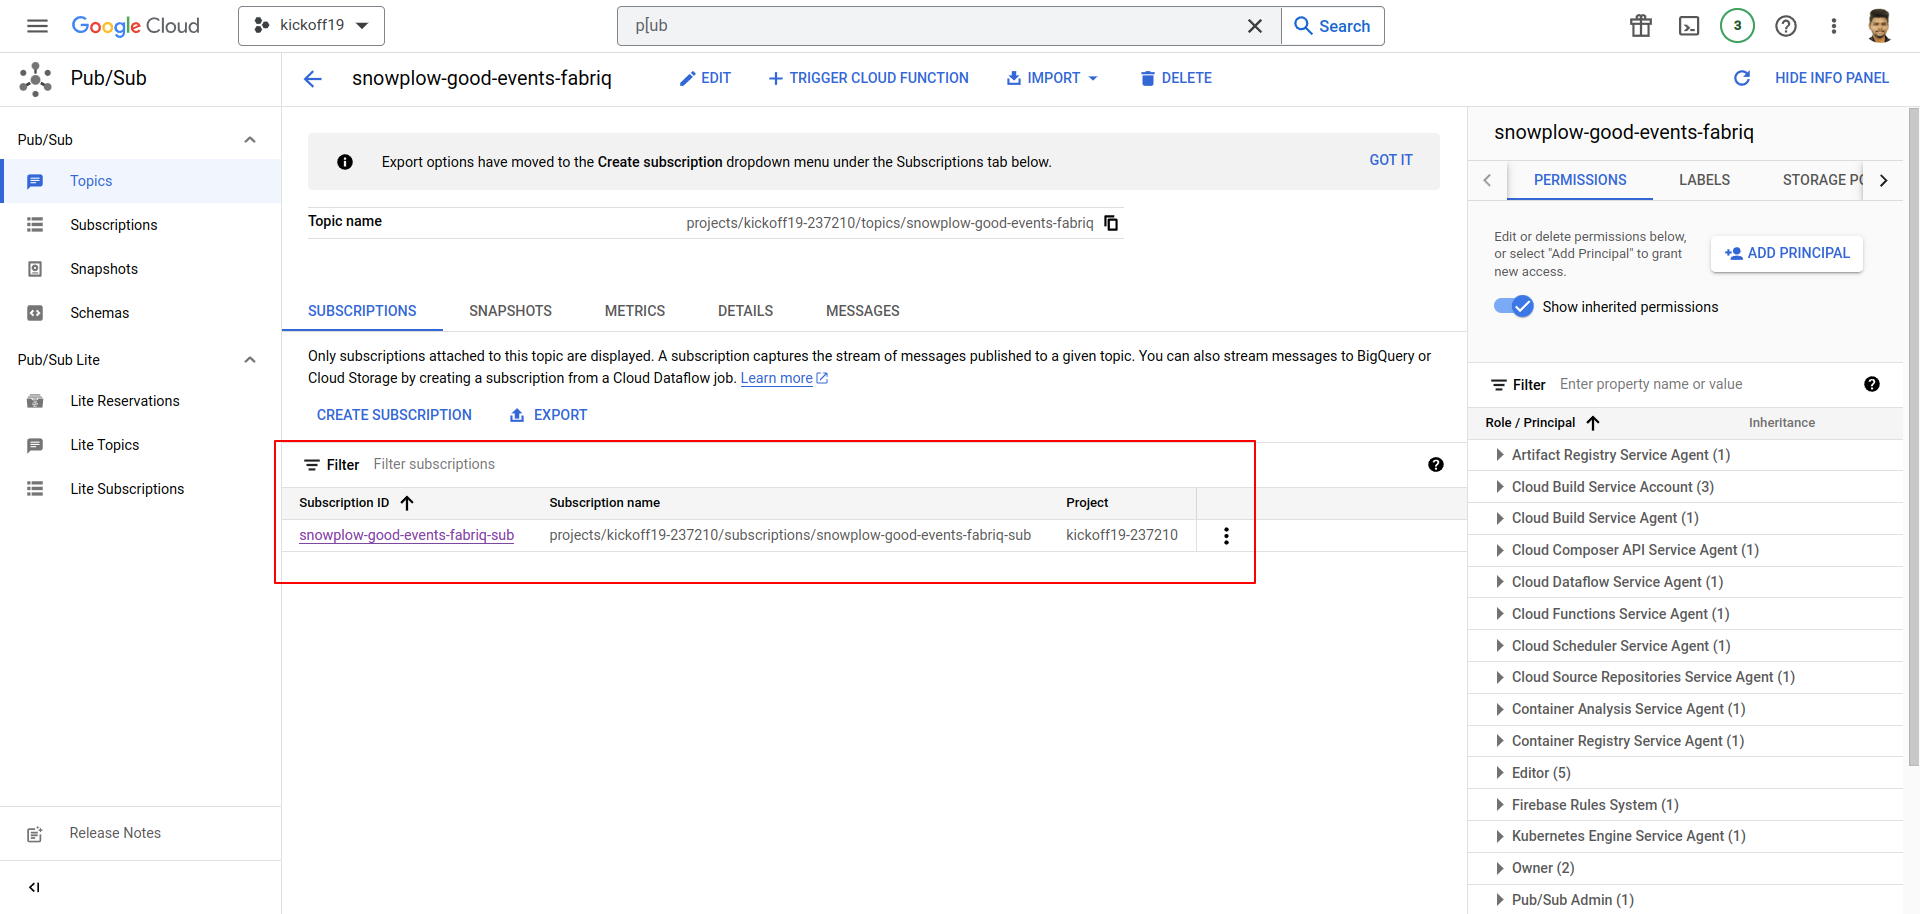 Google Cloud
kickoff19
p[ub
Search
3
Pub/Sub
snowplow-good-events-fabriq
EDIT
TRIGGER CLOUD FUNCTION
IMPORT
DELETE
HIDE INFO PANEL
Pub/Sub
Topics
Subscriptions
Snapshots
Schemas
Pub/Sub Lite
Lite Reservations
Lite Topics
Lite Subscriptions
Release Notes
Export options have moved to the Create subscription dropdown menu under the Subscriptions tab below.
GOT IT
Topic name
projects/kickoff19-237210/topics/snowplow-good-events-fabriq
SUBSCRIPTIONS
SNAPSHOTS
METRICS
DETAILS
MESSAGES
Only subscriptions attached to this topic are displayed. A subscription captures the stream of messages published to a given topic. You can also stream messages to BigQuery or
Cloud Storage by creating a subscription from a Cloud Dataflow job. Learn more
CREATE SUBSCRIPTION
EXPORT
Filter Filter subscriptions
Subscription ID
Subscription name
Project
snowplow-good-events-fabriq-sub
projects/kickoff19-237210/subscriptions/snowplow-good-events-fabriq-sub
kickoff19-237210
snowplow-good-events-fabriq
PERMISSIONS
LABELS
STORAGE PO
Edit or delete permissions below,
or select "Add Principal" to grant
new access.
ADD PRINCIPAL
Show inherited permissions
Filter Enter property name or value
Role / Principal
Inheritance
Artifact Registry Service Agent (1)
Cloud Build Service Account (3)
Cloud Build Service Agent (1)
Cloud Composer API Service Agent (1)
Cloud Dataflow Service Agent (1)
Cloud Functions Service Agent (1)
Cloud Scheduler Service Agent (1)
Cloud Source Repositories Service Agent (1)
Container Analysis Service Agent (1)
Container Registry Service Agent (1)
Editor (5)
Firebase Rules System (1)
Kubernetes Engine Service Agent (1)
Owner (2)
Pub/Sub Admin (1)